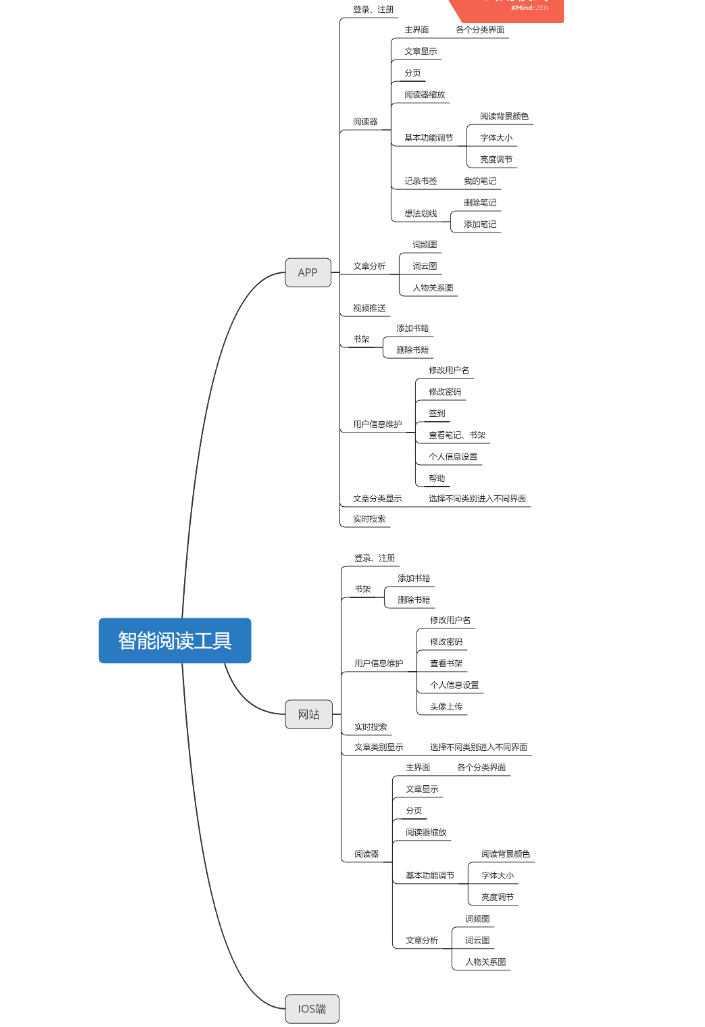 XMind:ZEN
登录、注册
主界面 各个分类界面
文章显示
分页
阅读器缩放
阅读器
阅读背景颜色
基本功能调节
字体大小
亮度调节
记录书签 我的笔记
删除笔记
想法划线
添加笔记
词频图
APP
文章分析
词云图
人物关系图
视频推送
添加书籍
书架
删除书籍
修改用户名
修改密码
签到
用户信息维护
查看笔记、书架
个人信息设置
帮助
文章分类显示 选择不同类别进入不同界面
实时搜索
登录、注册
添加书籍
书架
删除书籍
修改用户名
智能阅读工具
修改密码
用户信息维护
查看书架
个人信息设置
头像上传
网站
实时搜索
文章类别显示 选择不同类别进入不同界面
主界面 各个分类界面
文章显示
分页
阅读器缩放
阅读器
阅读背景颜色
基本功能调节
字体大小
亮度调节
词频图
文章分析
词云图
人物关系图
IOS端